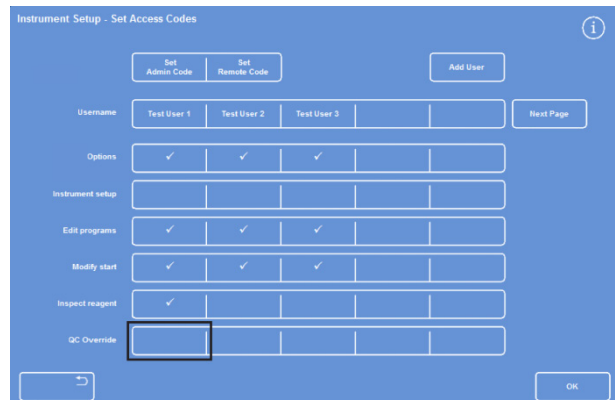 Instrument Setup - Set Access Codes
i
Set
Admin Code
Set
Remote Code
Add User
Username
Test User 1
Test User 2
Test User 3
Next Page
Options
✓ ✓ ✓
Instrument setup
Edit programs
✓ ✓ ✓
Modify start
✓ ✓ ✓
Inspect reagent
✓
QC Override
OK